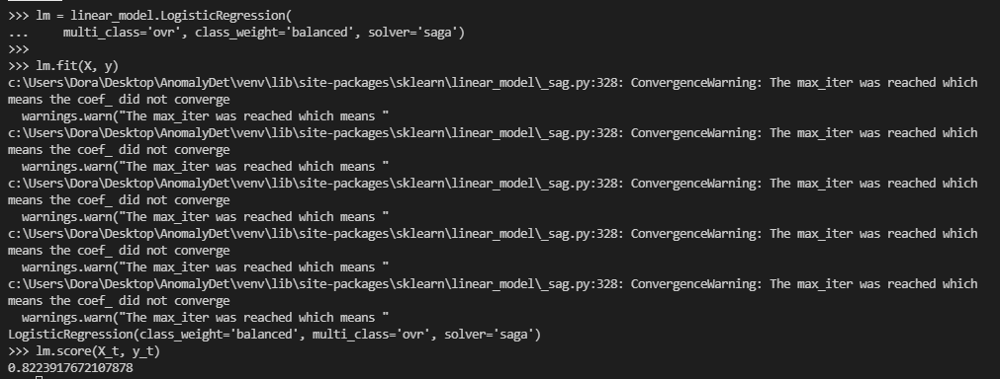 >>> lm = linear_model.LogisticRegression(
...     multi_class='ovr', class_weight='balanced', solver='saga')
>>>
>>> lm.fit(X, y)
c:\Users\Dora\Desktop\AnomalyDet\venv\lib\site-packages\sklearn\linear_model\_sag.py:328: ConvergenceWarning: The max_iter was reached which
means the coef_ did not converge
  warnings.warn("The max_iter was reached which means "
c:\Users\Dora\Desktop\AnomalyDet\venv\lib\site-packages\sklearn\linear_model\_sag.py:328: ConvergenceWarning: The max_iter was reached which
means the coef_ did not converge
  warnings.warn("The max_iter was reached which means "
c:\Users\Dora\Desktop\AnomalyDet\venv\lib\site-packages\sklearn\linear_model\_sag.py:328: ConvergenceWarning: The max_iter was reached which
means the coef_ did not converge
  warnings.warn("The max_iter was reached which means "
c:\Users\Dora\Desktop\AnomalyDet\venv\lib\site-packages\sklearn\linear_model\_sag.py:328: ConvergenceWarning: The max_iter was reached which
means the coef_ did not converge
  warnings.warn("The max_iter was reached which means "
c:\Users\Dora\Desktop\AnomalyDet\venv\lib\site-packages\sklearn\linear_model\_sag.py:328: ConvergenceWarning: The max_iter was reached which
means the coef_ did not converge
  warnings.warn("The max_iter was reached which means "
LogisticRegression(class_weight='balanced', multi_class='ovr', solver='saga')
>>> lm.score(X_t, y_t)
0.8223917672107878